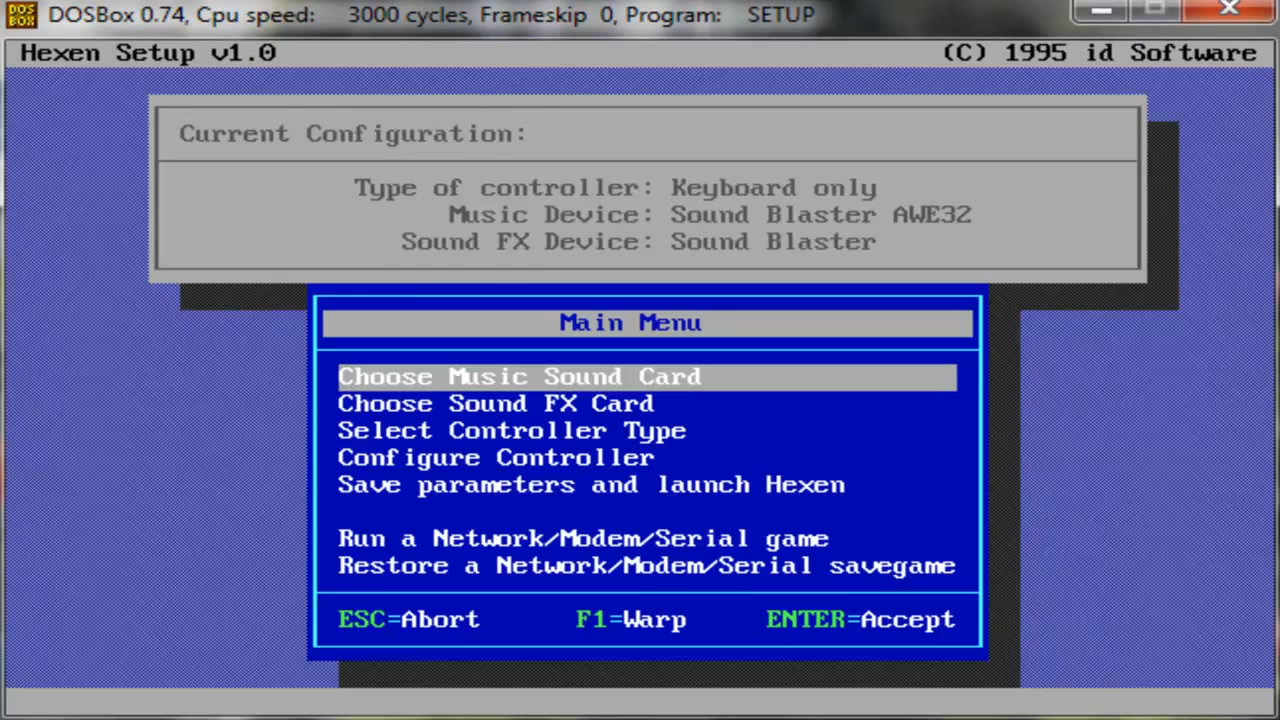 DOS BOX
DOSBox 0.74, Cpu speed: 3000 cycles, Frameskip 0, Program: SETUP
Hexen Setup v1.0 (C) 1995 id Software
Current Configuration:
Type of controller: Keyboard only
Music Device: Sound Blaster AWE32
Sound FX Device: Sound Blaster
Main Menu
Choose Music Sound Card
Choose Sound FX Card
Select Controller Type
Configure Controller
Save parameters and launch Hexen
Run a Network/Modem/Serial game
Restore a Network/Modem/Serial savegame
ESC=Abort F1=Warp ENTER=Accept